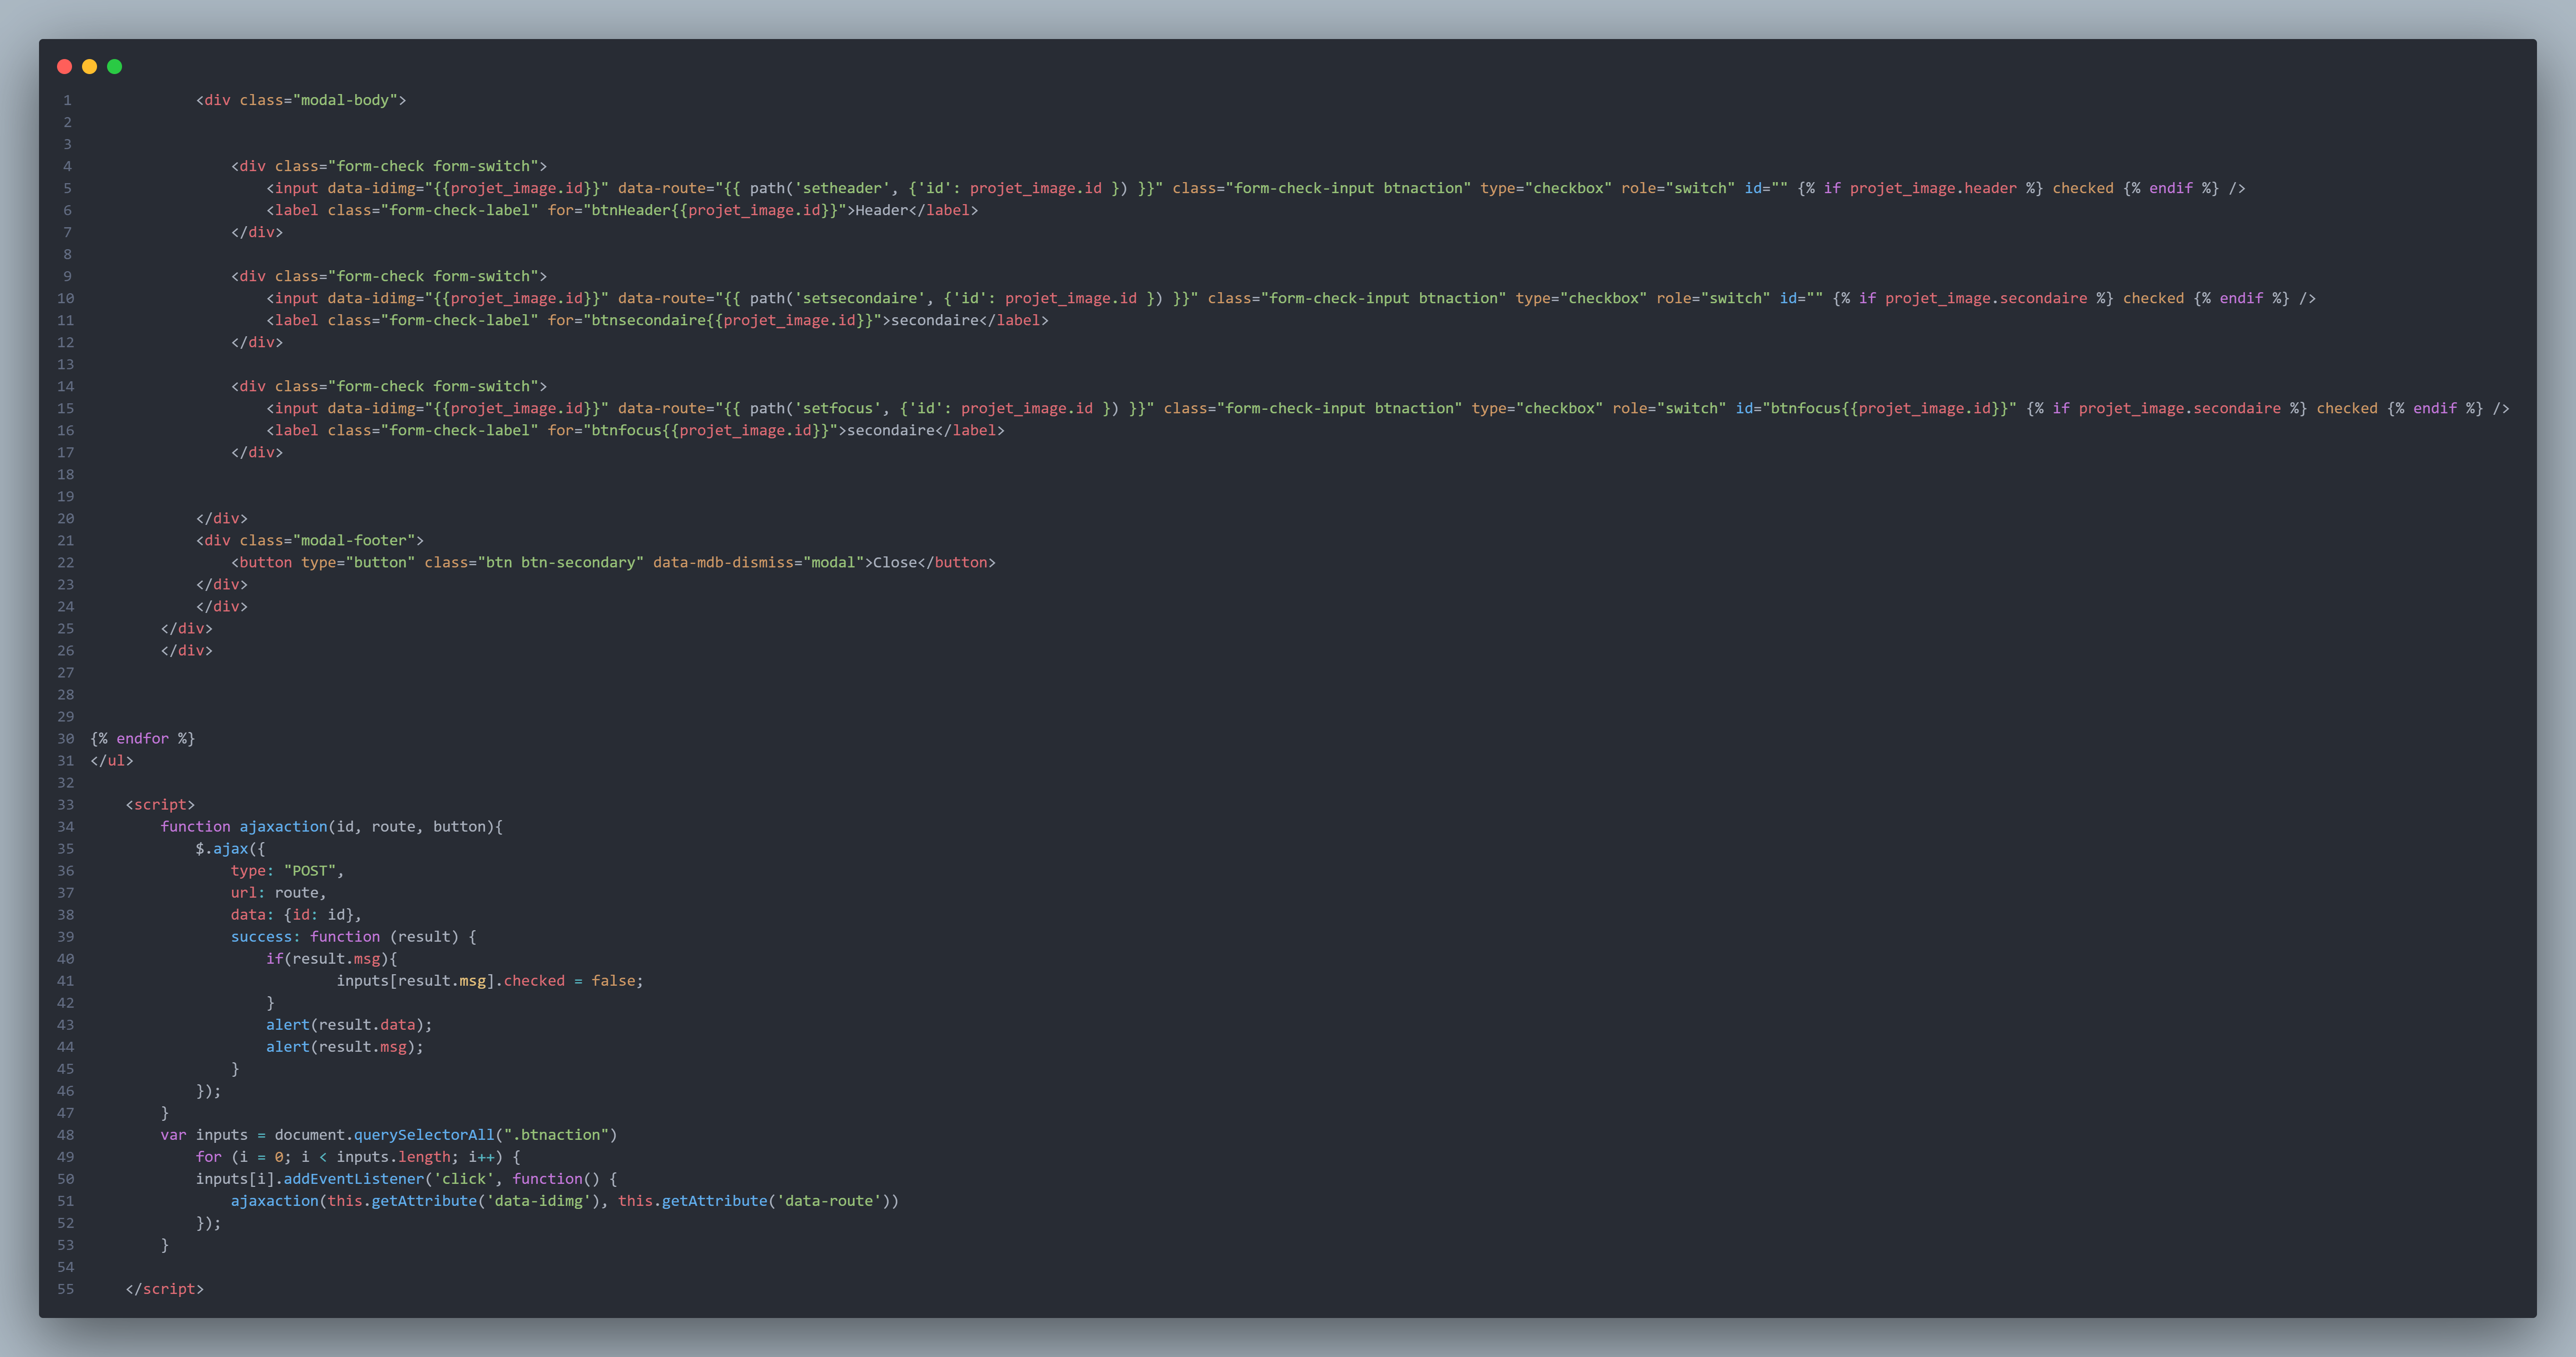 1 <div class="modal-body">
2
3
4 <div class="form-check form-switch">
5 <input data-idimg="{{projet_image.id}}" data-route="{{ path('setheader', {'id': projet_image.id }) }}" class="form-check-input btnaction" type="checkbox" role="switch" id="" {% if projet_image.header %} checked {% endif %} />
6 <label class="form-check-label" for="btnHeader{{projet_image.id}}">Header</label>
7 </div>
8
9 <div class="form-check form-switch">
10 <input data-idimg="{{projet_image.id}}" data-route="{{ path('setsecondaire', {'id': projet_image.id }) }}" class="form-check-input btnaction" type="checkbox" role="switch" id="" {% if projet_image.secondaire %} checked {% endif %} />
11 <label class="form-check-label" for="btnsecondaire{{projet_image.id}}">secondaire</label>
12 </div>
13
14 <div class="form-check form-switch">
15 <input data-idimg="{{projet_image.id}}" data-route="{{ path('setfocus', {'id': projet_image.id }) }}" class="form-check-input btnaction" type="checkbox" role="switch" id="btnfocus{{projet_image.id}}" {% if projet_image.secondaire %} checked {% endif %} />
16 <label class="form-check-label" for="btnfocus{{projet_image.id}}">secondaire</label>
17 </div>
18
19
20 </div>
21 <div class="modal-footer">
22 <button type="button" class="btn btn-secondary" data-mdb-dismiss="modal">Close</button>
23 </div>
24 </div>
25 </div>
26 </div>
27
28
29
30 {% endfor %}
31 </ul>
32
33 <script>
34 function ajaxaction(id, route, button){
35 $.ajax({
36 type: "POST",
37 url: route,
38 data: {id: id},
39 success: function (result) {
40 if(result.msg){
41 inputs[result.msg].checked = false;
42 }
43 alert(result.data);
44 alert(result.msg);
45 }
46 });
47 }
48 var inputs = document.querySelectorAll(".btnaction")
49 for (i = 0; i < inputs.length; i++) {
50 inputs[i].addEventListener('click', function() {
51 ajaxaction(this.getAttribute('data-idimg'), this.getAttribute('data-route'))
52 });
53 }
54
55 </script>